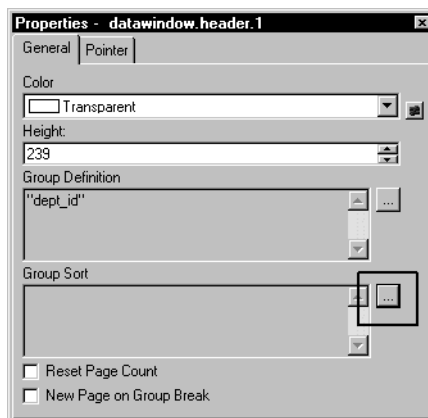 Properties - datawindow.header.1
General Pointer
Color
Transparent
Height:
239
Group Definition
"dept_id"
...
Group Sort
...
Reset Page Count
New Page on Group Break